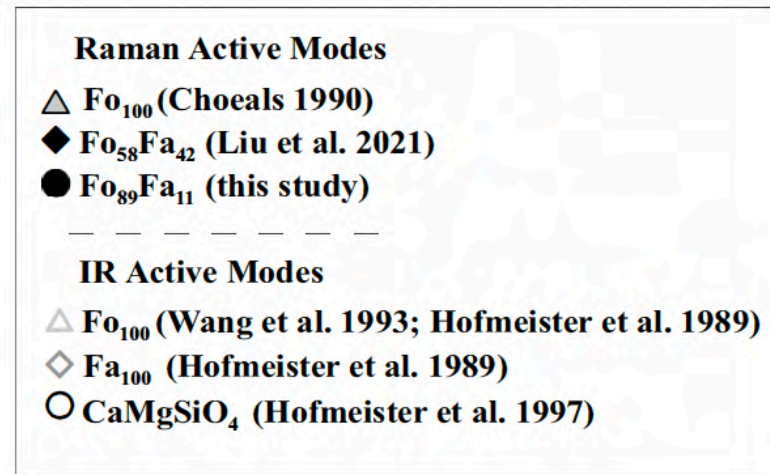 Raman Active Modes
Fo₁₀₀ (Choeals 1990)
Fo₅₈Fa₄₂ (Liu et al. 2021)
Fo₈₉Fa₁₁ (this study)
IR Active Modes
Fo₁₀₀ (Wang et al. 1993; Hofmeister et al. 1989)
Fa₁₀₀ (Hofmeister et al. 1989)
CaMgSiO₄ (Hofmeister et al. 1997)